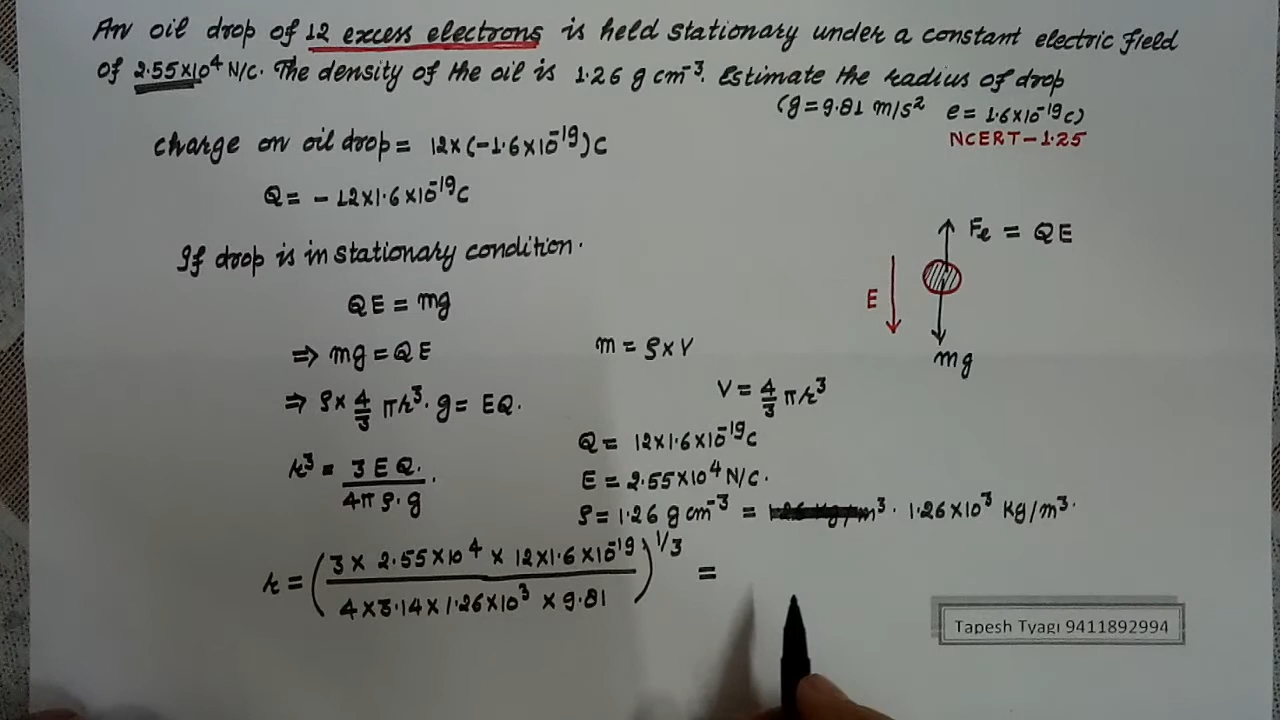 An oil drop of 12 excess electrons is held stationary under a constant electric field
of 2.55×10⁴ N/C. The density of the oil is 1.26 g cm⁻³. Estimate the radius of drop
(g = 9.81 m/s² e = 1.6×10⁻¹⁹C)
NCERT-1.25
charge on oil drop = 12×(-1.6×10⁻¹⁹)C
Q = - 12×1.6×10⁻¹⁹C
If drop is in stationary condition.
Fe = QE
E
mg
QE = mg
⇒ mg = QE
m = ρ×V
⇒ ρ× 4/3 πr³. g = EQ.
V = 4/3 πr³
Q = 12×1.6×10⁻¹⁹C
r³ = 3 E Q. / 4π ρ.g .
E = 2.55×10⁴ N/C.
ρ = 1.26 g cm⁻³ = m³. 1.26×10³ Kg/m³.
r = (3 × 2.55×10⁴ × 12×1.6×10⁻¹⁹ / 4×3.14×1.26×10³ × 9.81)^1/3 =
Tapesh Tyagi 9411892994